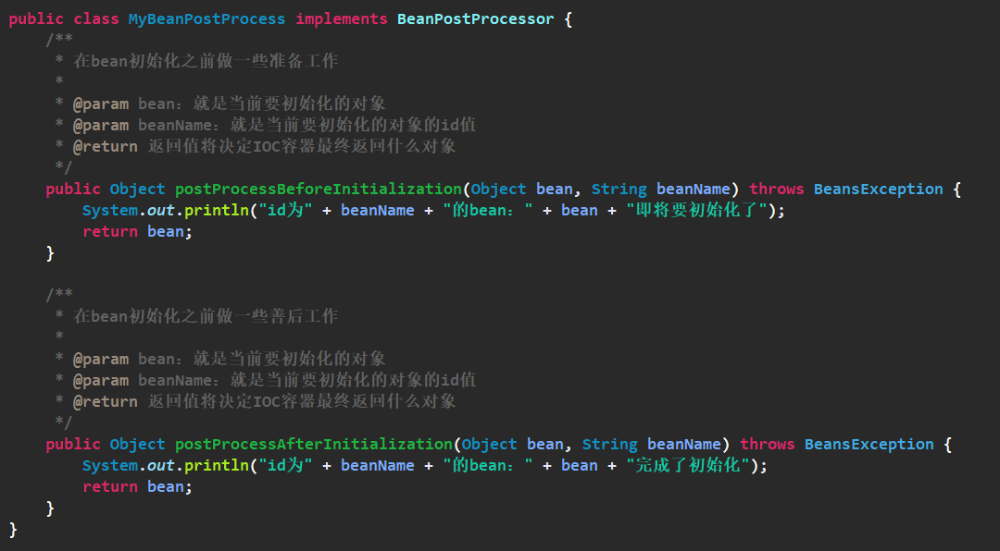 public class MyBeanPostProcess implements BeanPostProcessor {
    /**
     * 在bean初始化之前做一些准备工作
     *
     * @param bean：就是当前要初始化的对象
     * @param beanName：就是当前要初始化的对象的id值
     * @return 返回值将决定IOC容器最终返回什么对象
     */
    public Object postProcessBeforeInitialization(Object bean, String beanName) throws BeansException {
        System.out.println("id为" + beanName + "的bean：" + bean + "即将要初始化了");
        return bean;
    }

    /**
     * 在bean初始化之前做一些善后工作
     *
     * @param bean：就是当前要初始化的对象
     * @param beanName：就是当前要初始化的对象的id值
     * @return 返回值将决定IOC容器最终返回什么对象
     */
    public Object postProcessAfterInitialization(Object bean, String beanName) throws BeansException {
        System.out.println("id为" + beanName + "的bean：" + bean + "完成了初始化");
        return bean;
    }
}